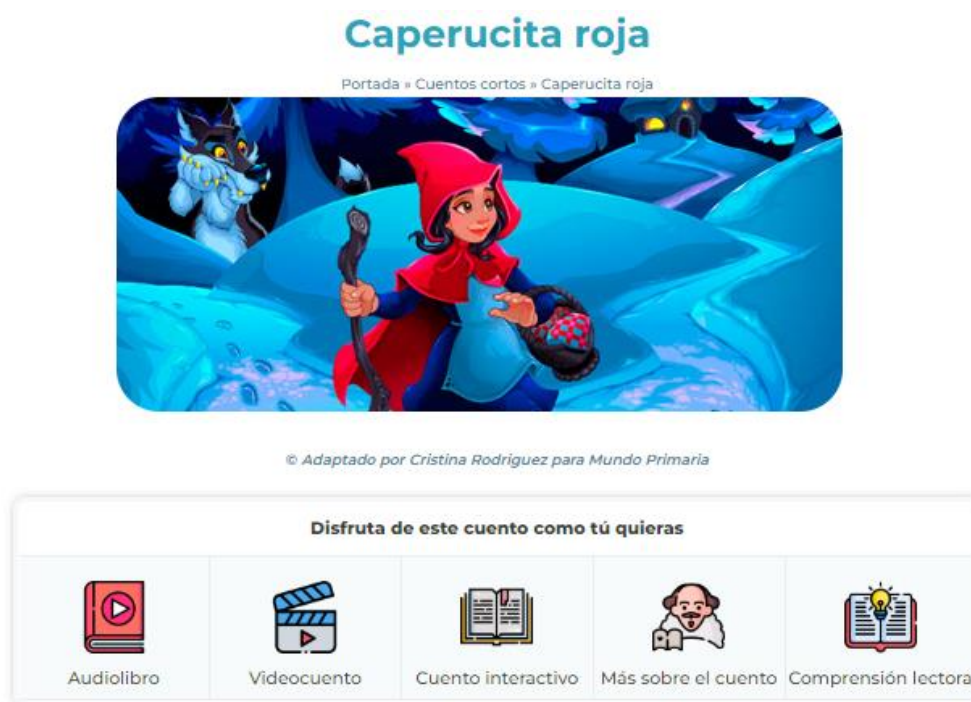 Caperucita roja
Portada » Cuentos cortos » Caperucita roja
© Adaptado por Cristina Rodriguez para Mundo Primaria
Disfruta de este cuento como tú quieras
Audiolibro
Videocuento
Cuento interactivo
Más sobre el cuento
Comprensión lectora